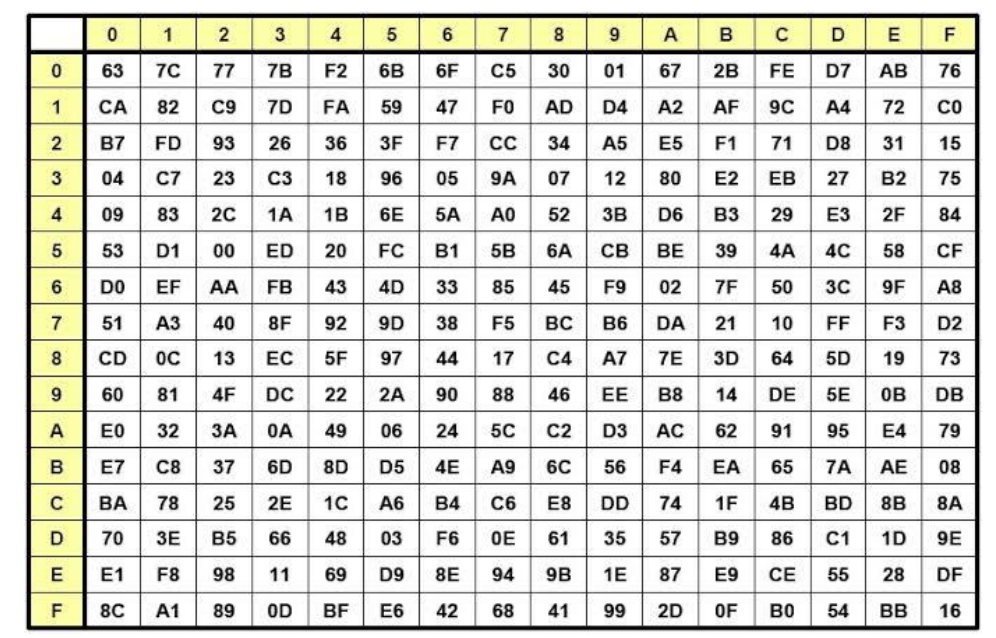 0 1 2 3 4 5 6 7 8 9 A B C D E F
0 63 7C 77 7B F2 6B 6F C5 30 01 67 2B FE D7 AB 76
1 CA 82 C9 7D FA 59 47 F0 AD D4 A2 AF 9C A4 72 C0
2 B7 FD 93 26 36 3F F7 CC 34 A5 E5 F1 71 D8 31 15
3 04 C7 23 C3 18 96 05 9A 07 12 80 E2 EB 27 B2 75
4 09 83 2C 1A 1B 6E 5A A0 52 3B D6 B3 29 E3 2F 84
5 53 D1 00 ED 20 FC B1 5B 6A CB BE 39 4A 4C 58 CF
6 D0 EF AA FB 43 4D 33 85 45 F9 02 7F 50 3C 9F A8
7 51 A3 40 8F 92 9D 38 F5 BC B6 DA 21 10 FF F3 D2
8 CD 0C 13 EC 5F 97 44 17 C4 A7 7E 3D 64 5D 19 73
9 60 81 4F DC 22 2A 90 88 46 EE B8 14 DE 5E 0B DB
A E0 32 3A 0A 49 06 24 5C C2 D3 AC 62 91 95 E4 79
B E7 C8 37 6D 8D D5 4E A9 6C 56 F4 EA 65 7A AE 08
C BA 78 25 2E 1C A6 B4 C6 E8 DD 74 1F 4B BD 8B 8A
D 70 3E B5 66 48 03 F6 0E 61 35 57 B9 86 C1 1D 9E
E E1 F8 98 11 69 D9 8E 94 9B 1E 87 E9 CE 55 28 DF
F 8C A1 89 0D BF E6 42 68 41 99 2D 0F B0 54 BB 16